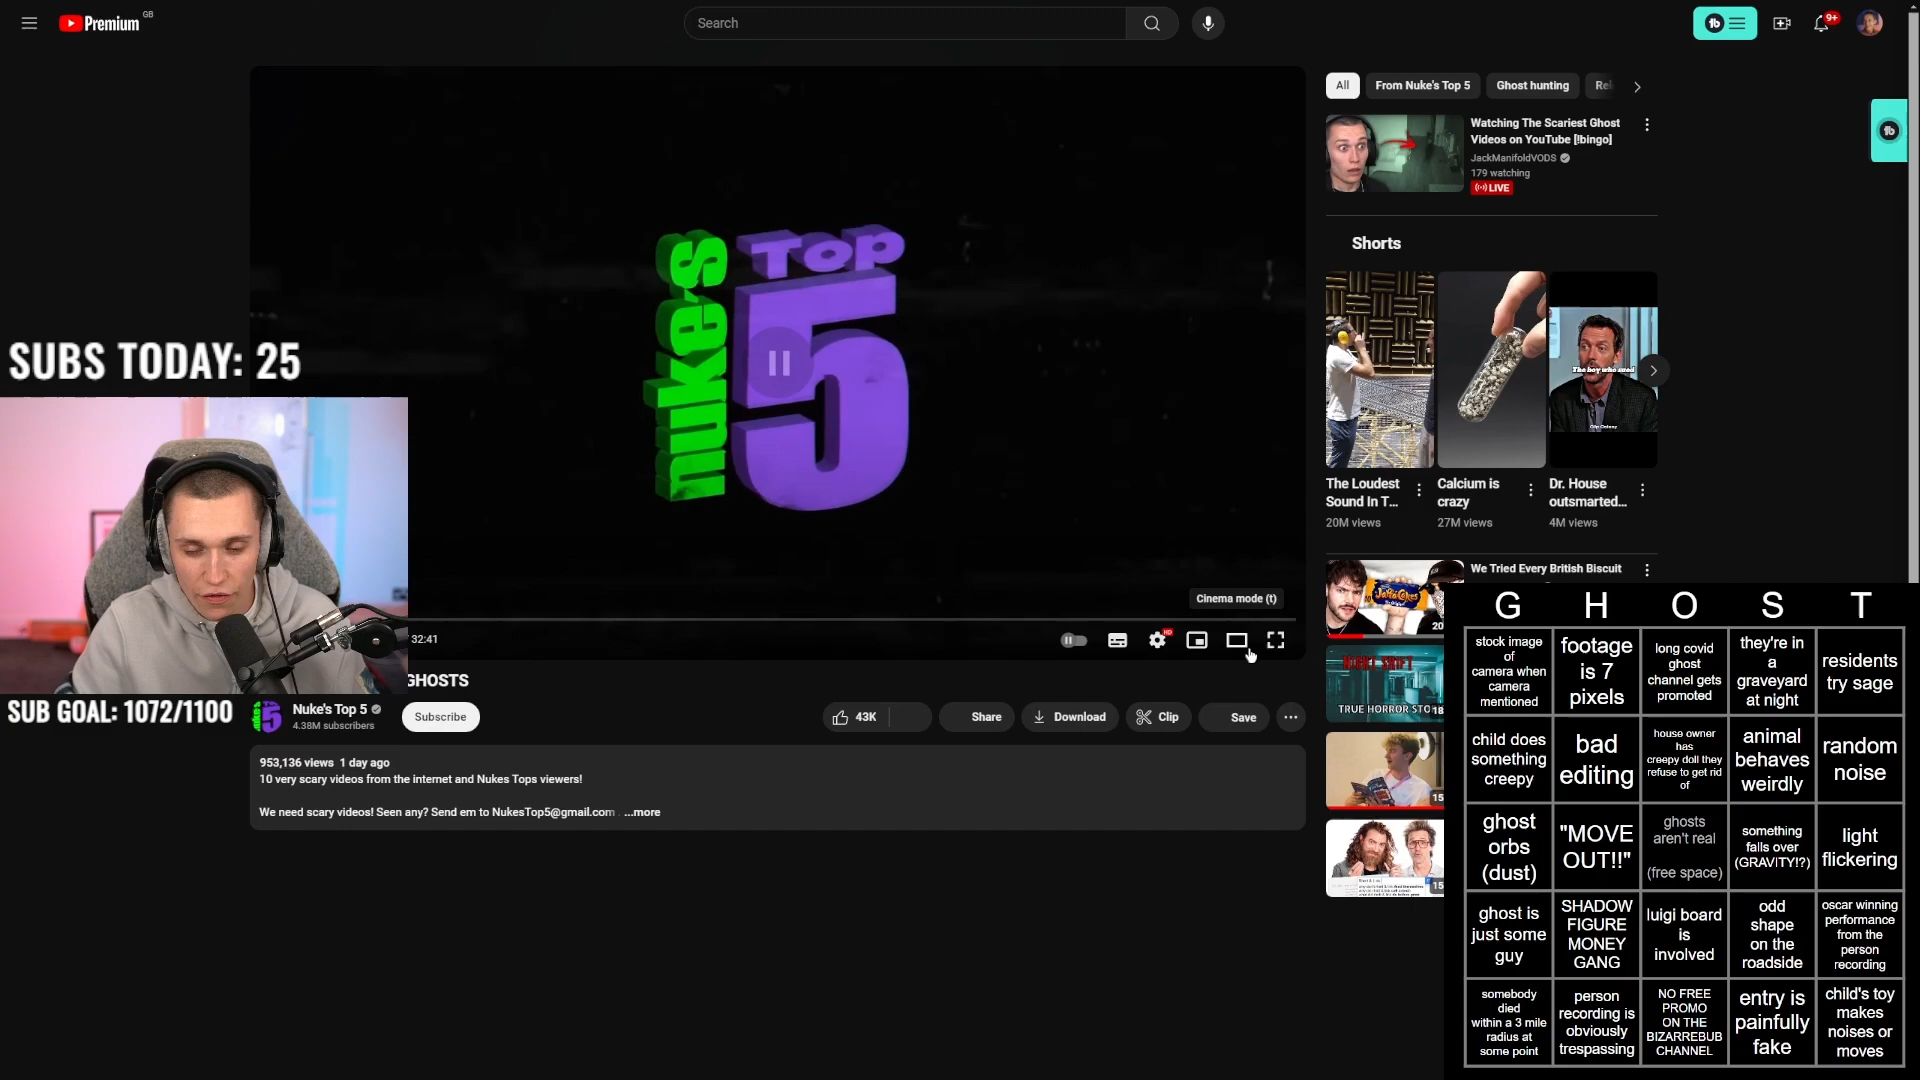 Premium GB
Search
9+
nuke's
Top
5
All
From Nuke's Top 5
Ghost hunting
Watching The Scariest Ghost
Videos on YouTube [!bingo]
JackManifoldVODS
179 watching
LIVE
Shorts
The boy who sued
The Loudest
Sound In T...
20M views
Calcium is
crazy
27M views
Dr. House
outsmarted...
4M views
We Tried Every British Biscuit
20
TRUE HORROR STO
18
15
15
SUBS TODAY: 25
SUB GOAL: 1072/1100
Cinema mode (t)
32:41
HD
GHOSTS
Nuke's Top 5
4.38M subscribers
Subscribe
43K
Share
Download
Clip
Save
953,136 views 1 day ago
10 very scary videos from the internet and Nukes Tops viewers!
We need scary videos! Seen any? Send em to NukesTop5@gmail.com ...more
G H O S T
stock image
of
camera when
camera
mentioned
footage
is 7
pixels
long covid
ghost
channel gets
promoted
they're in
a
graveyard
at night
residents
try sage
child does
something
creepy
bad
editing
house owner
has
creepy doll they
refuse to get rid
of
animal
behaves
weirdly
random
noise
ghost
orbs
(dust)
"MOVE
OUT!!"
ghosts
aren't real
(free space)
something
falls over
(GRAVITY!?)
light
flickering
ghost is
just some
guy
SHADOW
FIGURE
MONEY
GANG
luigi board
is
involved
odd
shape
on the
roadside
oscar winning
performance
from the
person
recording
somebody
died
within a 3 mile
radius at
some point
person
recording is
obviously
trespassing
NO FREE
PROMO
ON THE
BIZARREBUB
CHANNEL
entry is
painfully
fake
child's toy
makes
noises or
moves